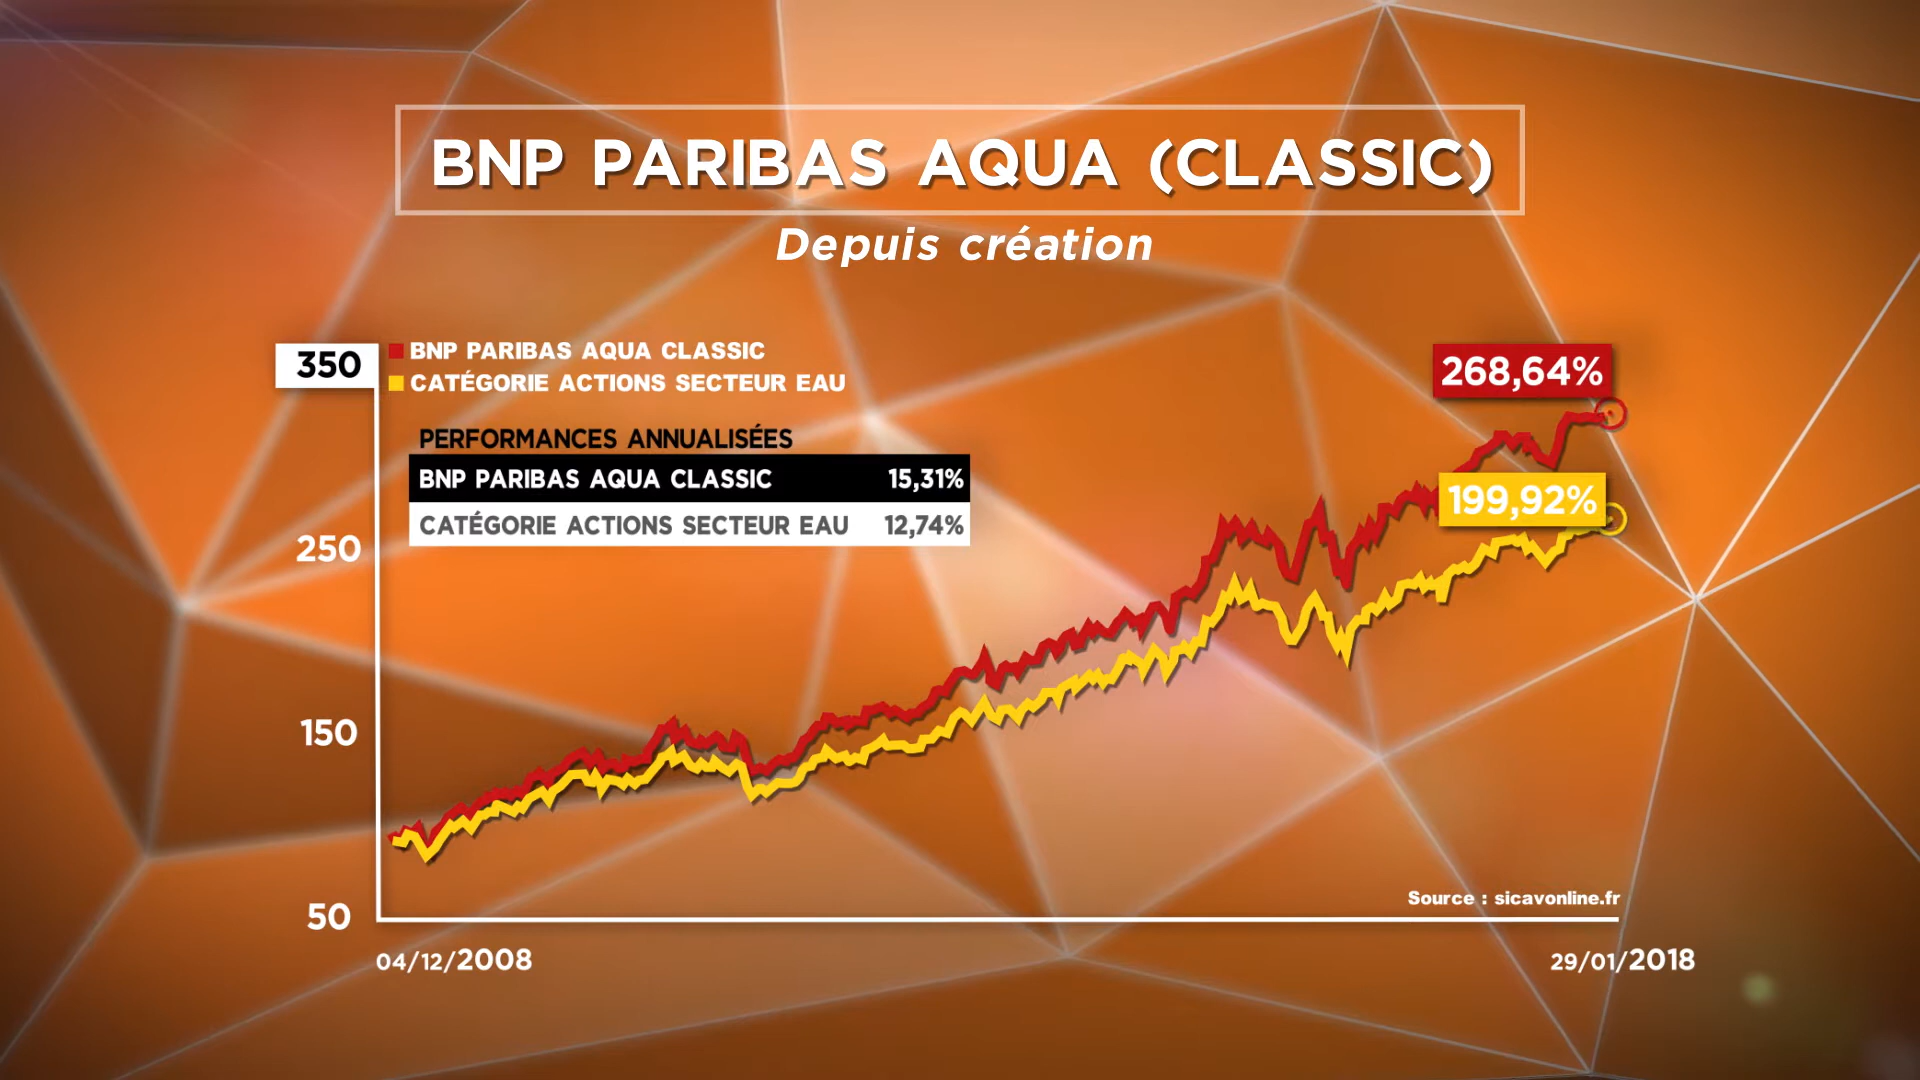 BNP PARIBAS AQUA (CLASSIC)
Depuis création
350
BNP PARIBAS AQUA CLASSIC
CATÉGORIE ACTIONS SECTEUR EAU
268,64%
PERFORMANCES ANNUALISÉES
BNP PARIBAS AQUA CLASSIC 15,31%
CATÉGORIE ACTIONS SECTEUR EAU 12,74%
199,92%
250
150
50
Source : sicavonline.fr
04/12/2008
29/01/2018